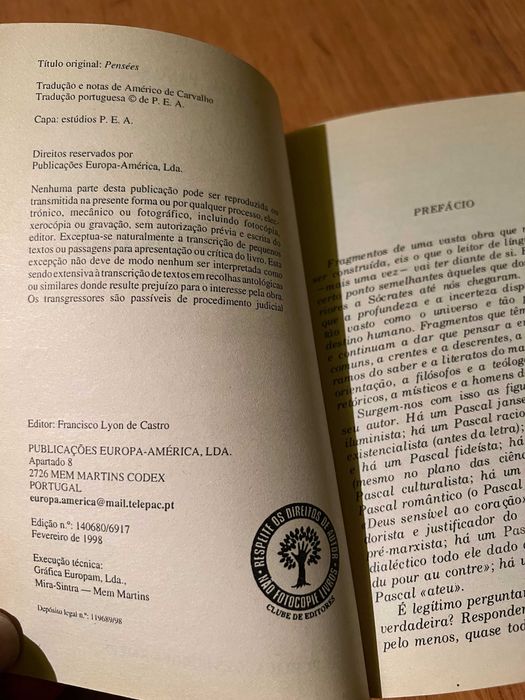 Título original: Pensées
Tradução e notas de Américo de Carvalho
Tradução portuguesa © de P. E. A.
Capa: estúdios P. E. A.
Direitos reservados por
Publicações Europa-América, Lda.
Nenhuma parte desta publicação pode ser reproduzida ou
transmitida na presente forma ou por qualquer processo, elec-
trónico, mecânico ou fotográfico, incluindo fotocópia,
xerocópia ou gravação, sem autorização prévia e escrita do
editor. Exceptua-se naturalmente a transcrição de pequenos
textos ou passagens para apresentação ou crítica do livro. Esta
excepção não deve de modo nenhum ser interpretada como
sendo extensiva à transcrição de textos em recolhas antológicas
ou similares donde resulte prejuízo para o interesse pela obra.
Os transgressores são passíveis de procedimento judicial
Editor: Francisco Lyon de Castro
PUBLICAÇÕES EUROPA-AMÉRICA, LDA.
Apartado 8
2726 MEM MARTINS CODEX
PORTUGAL
europa.america@mail.telepac.pt
Edição n.º: 140680/6917
Fevereiro de 1998
Execução técnica:
Gráfica Europam, Lda.,
Mira-Sintra — Mem Martins
Depósito legal n.º: 119689/98
RESPEITE OS DIREITOS DE AUTOR
NÃO FOTOCOPIE LIVROS
CLUBE DE EDITORES
PREFÁCIO
Fragmentos de uma vasta obra que
ser construída, eis o que o leitor de língu
—mais uma vez— vai ter diante de si. F
certo ponto semelhantes àqueles que do
riores a Sócrates até nós chegaram.
que a profundeza e a incerteza disp
rio vasto como o universo e tão
destino humano. Fragmentos que têm
e continuam a dar que pensar a e
comuns, a crentes e a descrentes, a
ramos do saber e a literatos do ma
orientação, a filósofos e a teólog
retóricos, a místicos e a homens d
Surgem-nos com isso as figur
seu autor. Há um Pascal janse
iluminista; há um Pascal racio
existencialista (antes da letra);
e há um Pascal fideísta; há
(mesmo no plano das ciên
Pascal culturalista; há um
Pascal romântico (o Pascal
«Deus sensível ao coração
dorista e justificador do
pré-marxista; há um
dialéctico todo ele dado
du pour au contre»; há u
Pascal «ateu».
É legítimo perguntar
verdadeira? Responder
pelo menos, quase tod